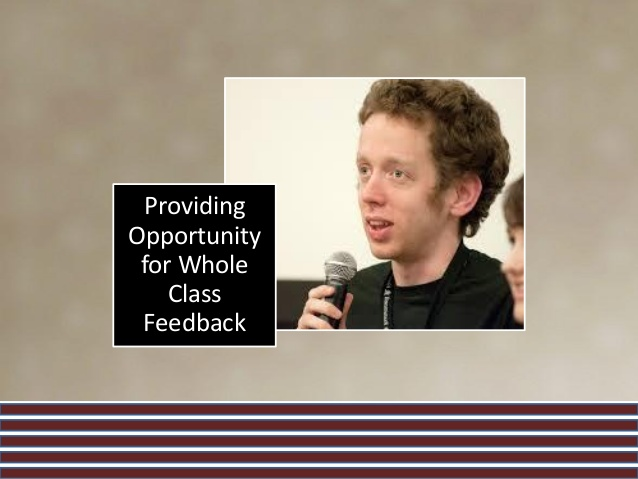 Providing
Opportunity
for Whole
Class
Feedback